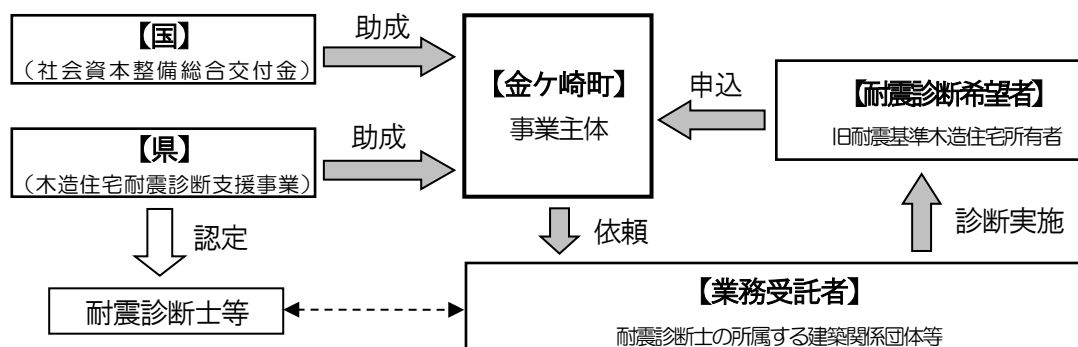 【国】
（社会資本整備総合交付金）
助成
【金ケ崎町】
事業主体
申込
【耐震診断希望者】
旧耐震基準木造住宅所有者
【県】
（木造住宅耐震診断支援事業）
助成
認定
依頼
診断実施
耐震診断士等
【業務受託者】
耐震診断士の所属する建築関係団体等